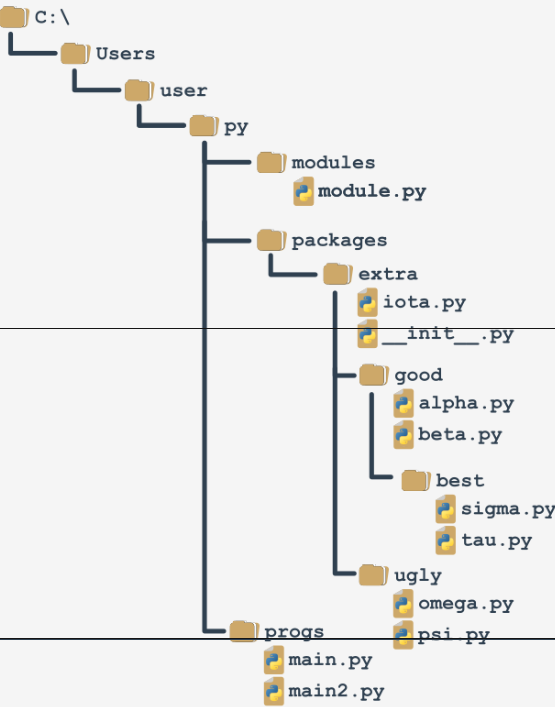 C:\
Users
user
py
modules
module.py
packages
extra
iota.py
__init__.py
good
alpha.py
beta.py
best
sigma.py
tau.py
ugly
omega.py
psi.py
progs
main.py
main2.py